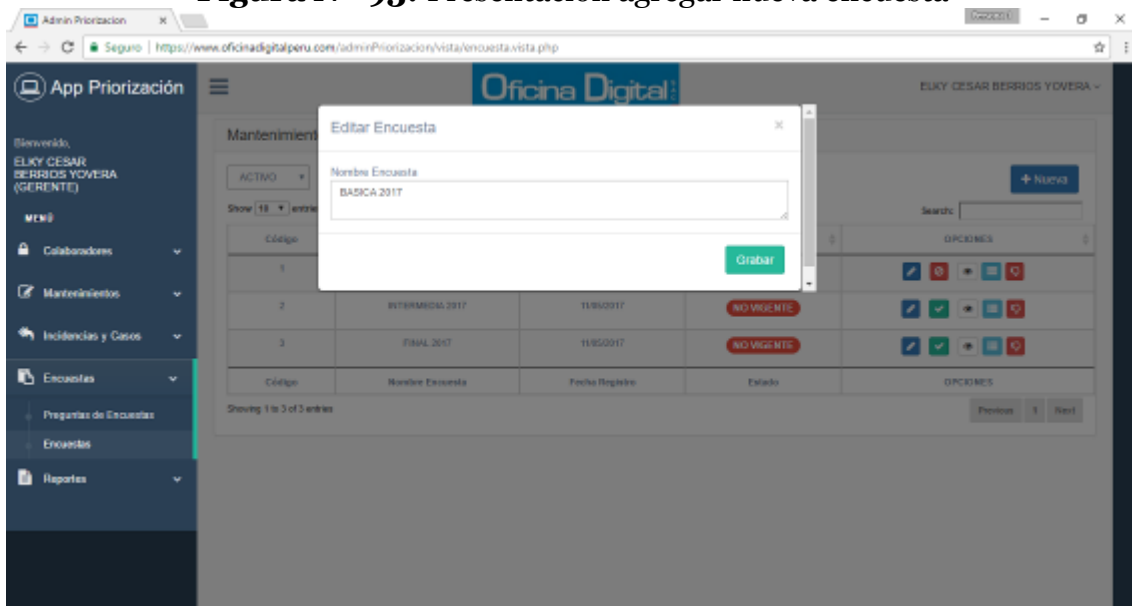 Figura N° 93. Presentación agregar nueva encuesta
Admin Priorizacion
Seguro | https://www.oficinadigitalperu.com/adminPriorizacion/vista/encuesta.vista.php
App Priorización
Oficina Digital
ELKY CESAR BERRIOS YOVERA
Bienvenido,
ELKY CESAR
BERRIOS YOVERA
(GERENTE)
MENÚ
Colaboradores
Mantenimientos
Incidencias y Casos
Encuestas
Preguntas de Encuestas
Encuestas
Reportes
Mantenimient
ACTIVO
+ Nueva
Show 10 entrie
Search:
Editar Encuesta
×
Nombre Encuesta
BASICA 2017
Grabar
Código OPCIONES
1
2 INTERMEDIA 2017 11/05/2017 NO VIGENTE
3 FINAL 2017 11/05/2017 NO VIGENTE
Código Nombre Encuesta Fecha Registro Estado OPCIONES
Showing 1 to 3 of 3 entries
Previous 1 Next